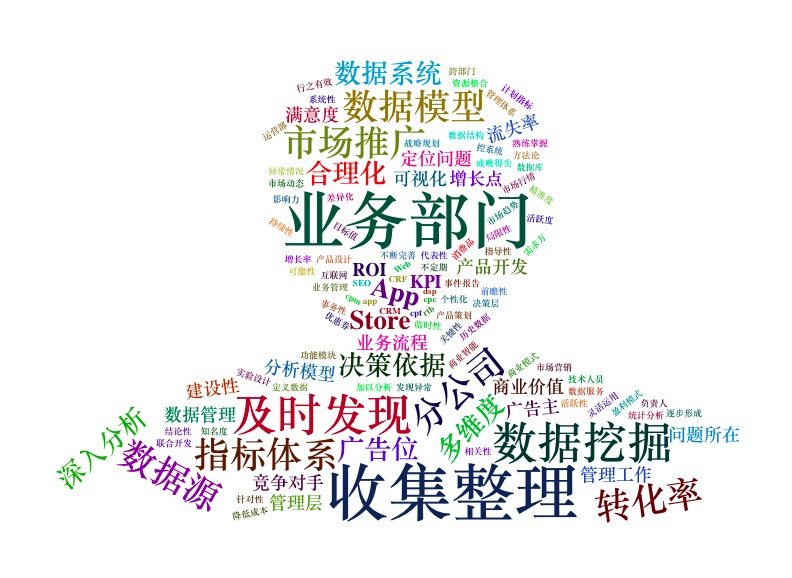 数据系统
跨部门
资源整合
行之有效
系统性
计划指标
管理体系
满意度
数据模型
运营部
市场推广
流失率
数据结构
战略规划
控系统
熟练掌握
定位问题
方法论
成败得失
数据库
异常情况
合理化
可视化
增长点
市场行情
市场动态
精准度
影响力
差异化
业务部门
市场趋势
活跃度
持续性
目标值
消费品
局限性
需求方
不断完善
代表性
指导性
增长率
产品设计
Web
不定期
产品开发
可能性
互联网
ROI
CRF
KPI
事件报告
业务管理
SEO
App
dsp
前瞻性
cpm
app
cpc
个性化
决策层
事务性
CRM
cpt
rtb
产品策划
优惠券
Store
临时性
关键性
历史数据
业务流程
商业智能
功能模块
决策依据
分公司
商业模式
市场营销
分析模型
实验设计
技术人员
建设性
定义数据
加以分析
发现异常
商业价值
数据服务
数据管理
及时发现
多维度
广告主
活跃性
灵活运用
盈利模式
负责人
统计分析
逐步形成
深入分析
结论性
知名度
联合开发
指标体系
广告位
相关性
数据挖掘
问题所在
数据源
竞争对手
收集整理
管理工作
针对性
管理层
转化率
降低成本